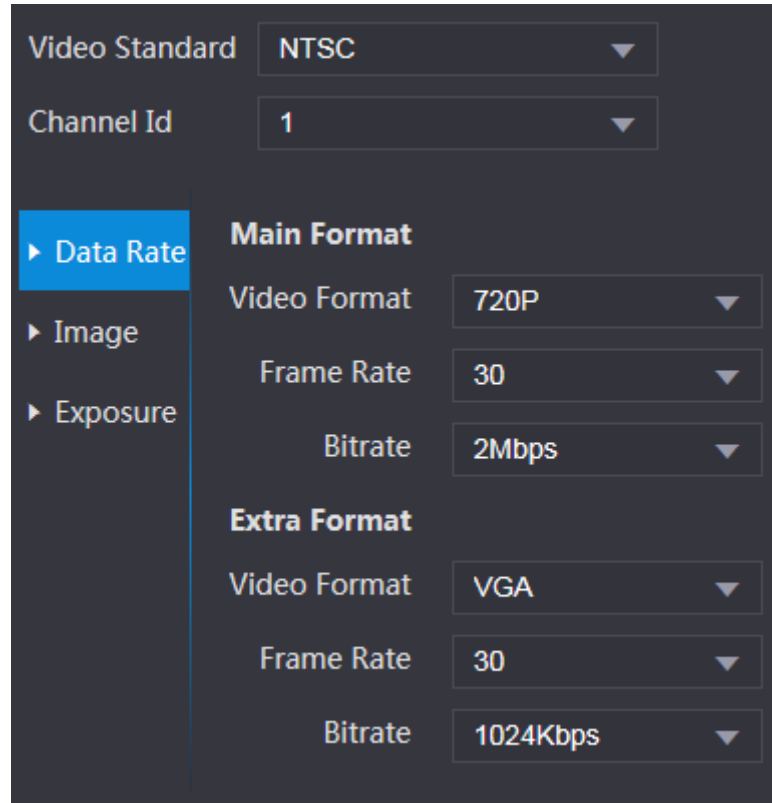 Video Standard NTSC
Channel Id 1
Data Rate
Image
Exposure
Main Format
Video Format 720P
Frame Rate 30
Bitrate 2Mbps
Extra Format
Video Format VGA
Frame Rate 30
Bitrate 1024Kbps